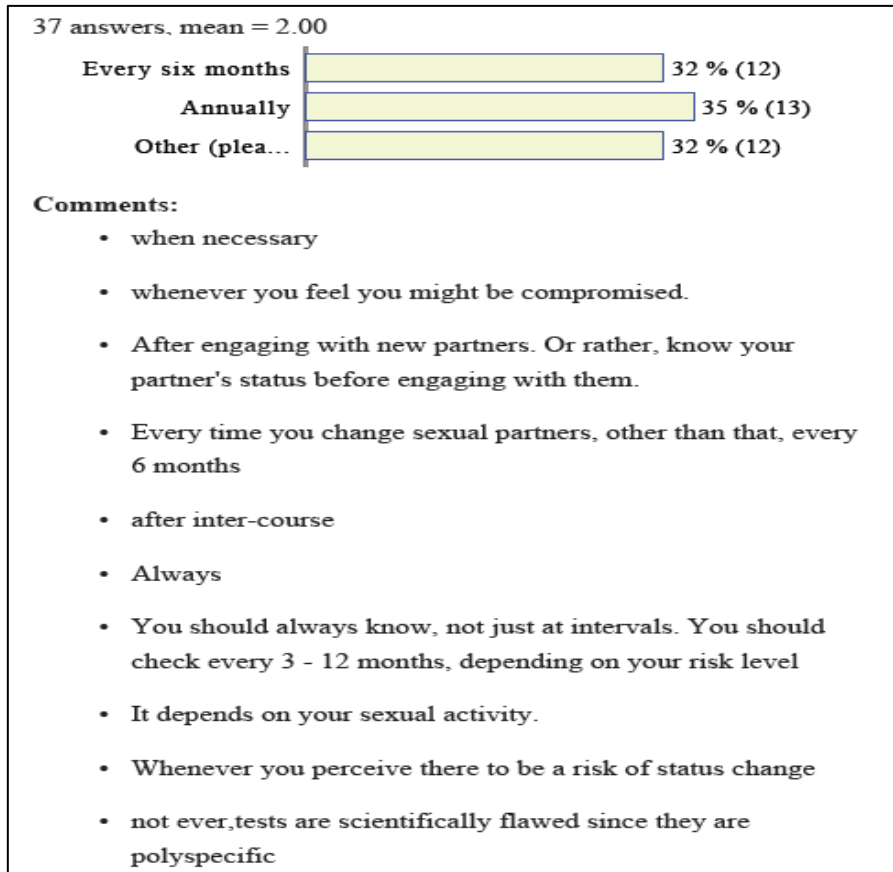 37 answers, mean = 2.00
Every six months 32 % (12)
Annually 35 % (13)
Other (plea... 32 % (12)
Comments:
• when necessary
• whenever you feel you might be compromised.
• After engaging with new partners. Or rather, know your
partner's status before engaging with them.
• Every time you change sexual partners, other than that, every
6 months
• after inter-course
• Always
• You should always know, not just at intervals. You should
check every 3 - 12 months, depending on your risk level
• It depends on your sexual activity.
• Whenever you perceive there to be a risk of status change
• not ever,tests are scientifically flawed since they are
polyspecific